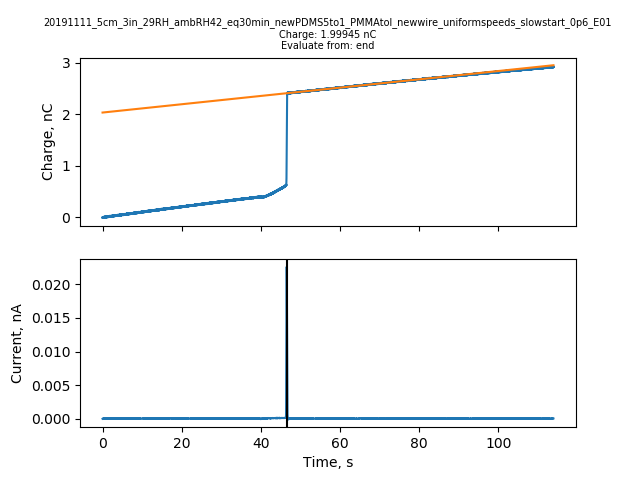 20191111_5cm_3in_29RH_ambRH42_eq30min_newPDMS5to1_PMMAtol_newwire_uniformspeeds_slowstart_0p6_E01
Charge: 1.99945 nC
Evaluate from: end
3
2
1
0
Charge, nC
0.020
0.015
0.010
0.005
0.000
Current, nA
0 20 40 60 80 100
Time, s